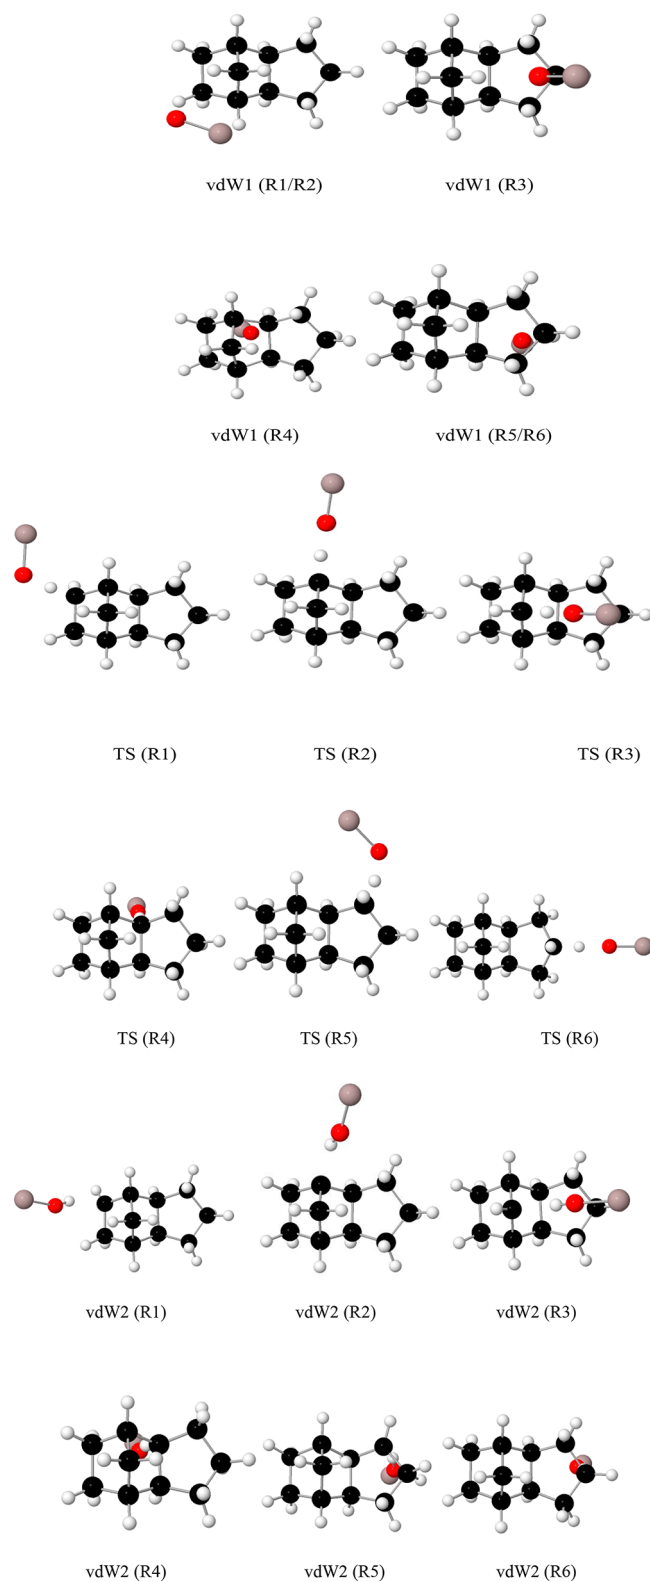 vdW1 (R1/R2) vdW1 (R3)
vdW1 (R4) vdW1 (R5/R6)
TS (R1) TS (R2) TS (R3)
TS (R4) TS (R5) TS (R6)
vdW2 (R1) vdW2 (R2) vdW2 (R3)
vdW2 (R4) vdW2 (R5) vdW2 (R6)